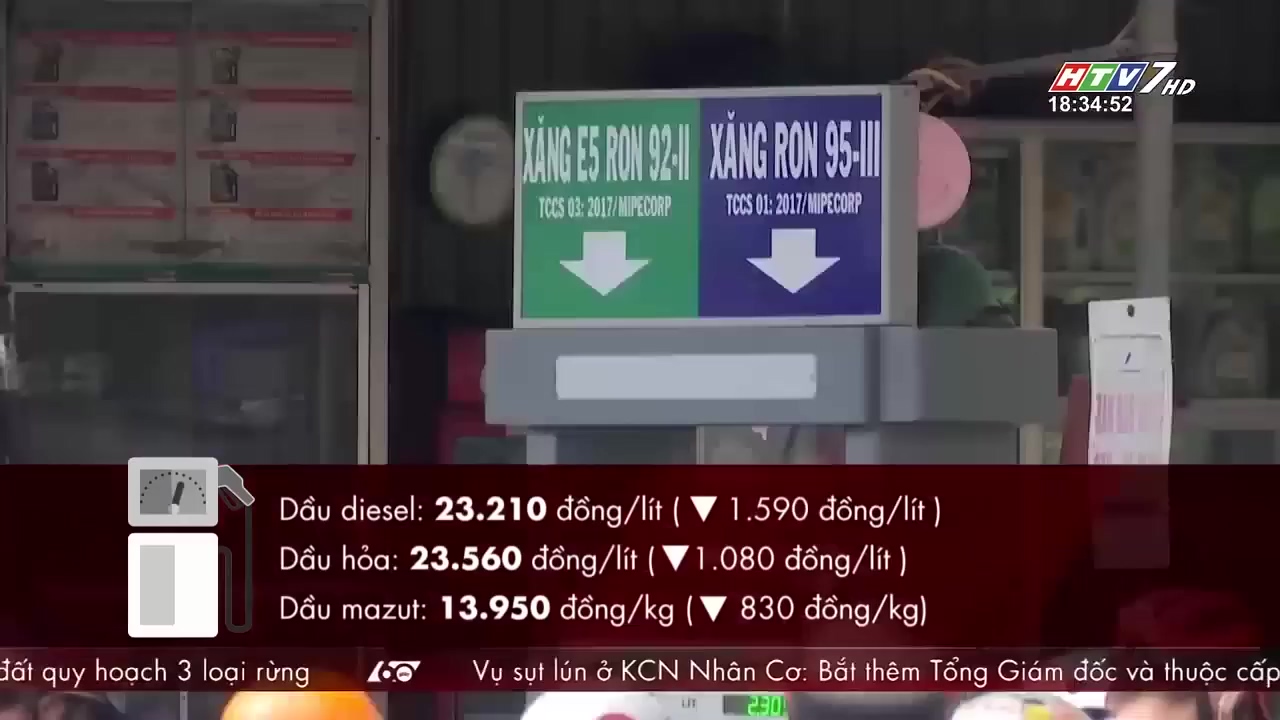 HTV7 HD
18:34:52
XĂNG E5 RON 92-II
TCCS 03: 2017/MIPECORP
XĂNG RON 95-III
TCCS 01: 2017/MIPECORP
Dầu diesel: 23.210 đồng/lít ( ▼ 1.590 đồng/lít )
Dầu hỏa: 23.560 đồng/lít ( ▼1.080 đồng/lít )
Dầu mazut: 13.950 đồng/kg ( ▼ 830 đồng/kg)
đất quy hoạch 3 loại rừng
Vụ sụt lún ở KCN Nhân Cơ: Bắt thêm Tổng Giám đốc và thuộc cấp
LÍT